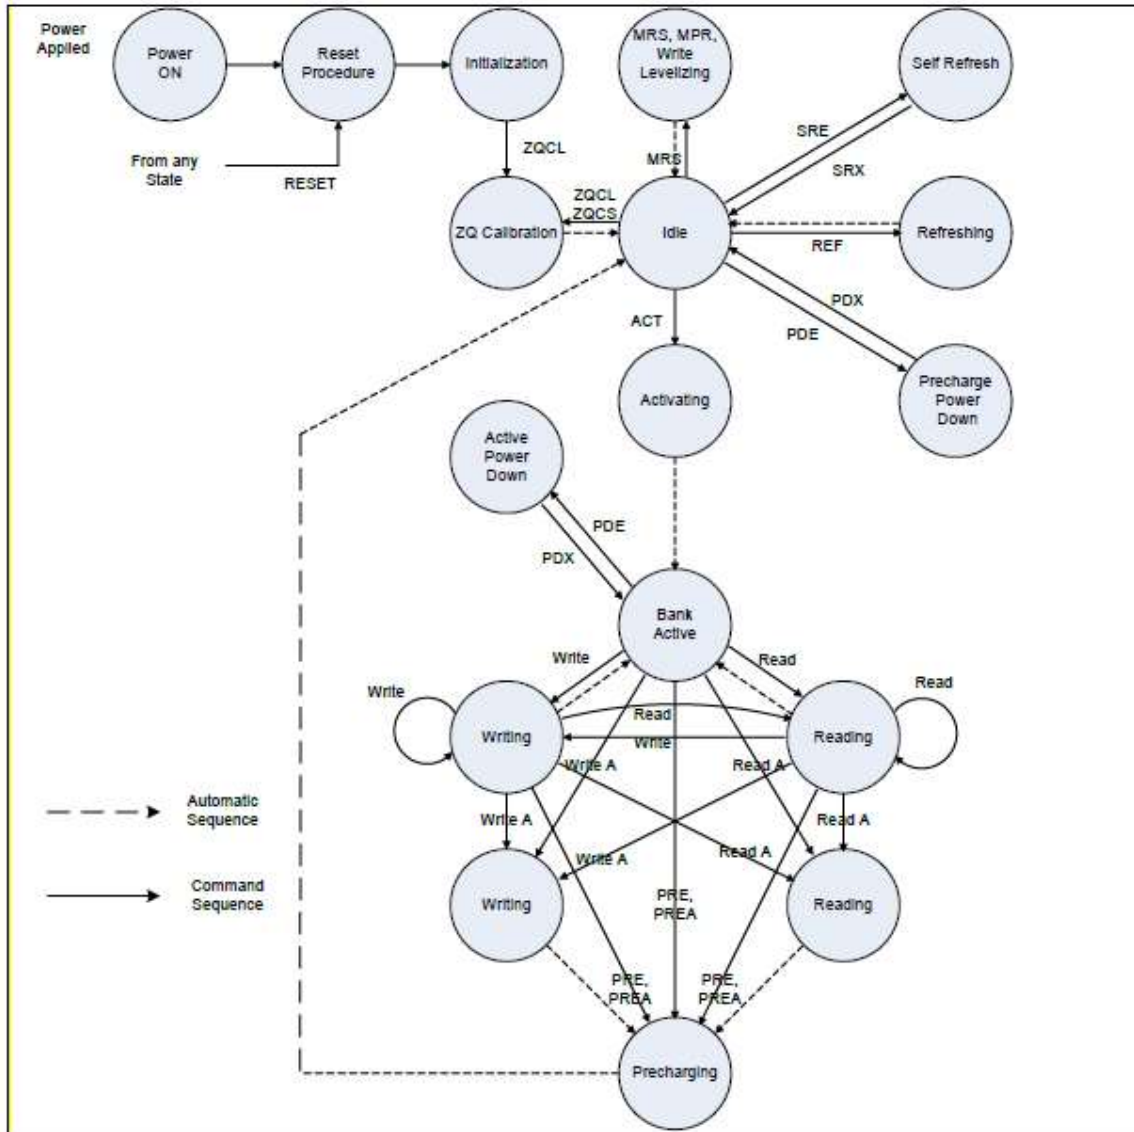 Power
Applied
Power
ON
Reset
Procedure
Initialization
MRS, MPR,
Write
Levelizing
Self Refresh
From any
State
RESET
ZQCL
MRS
SRE
SRX
ZQCL
ZQCS
ZQ Calibration
Idle
REF
Refreshing
ACT
PDX
PDE
Activating
Precharge
Power
Down
Active
Power
Down
PDE
PDX
Bank
Active
Write
Read
Write
Read
Writing
Read
Write
Reading
Write A
Read A
Automatic
Sequence
Write A
Read A
Write A
Read A
Command
Sequence
Writing
PRE,
PREA
Reading
PRE,
PREA
PRE,
PREA
Precharging